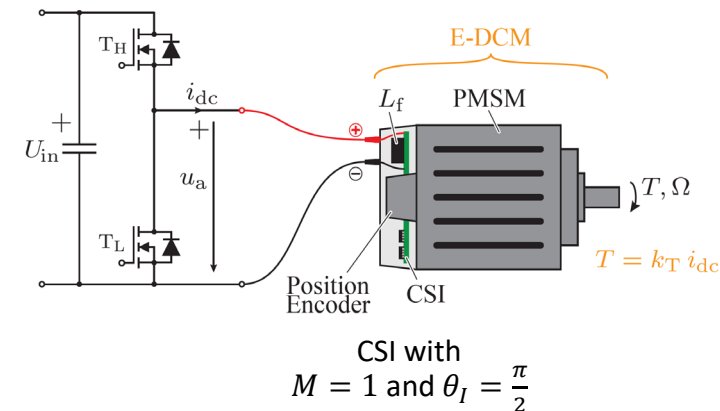 E-DCM
T_H
i_dc
L_f
PMSM
+
+
⊕
U_in
u_a
⊖
T, Ω
T_L
T = k_T i_dc
Position
Encoder
CSI
CSI with
M = 1 and θ_I = π/2